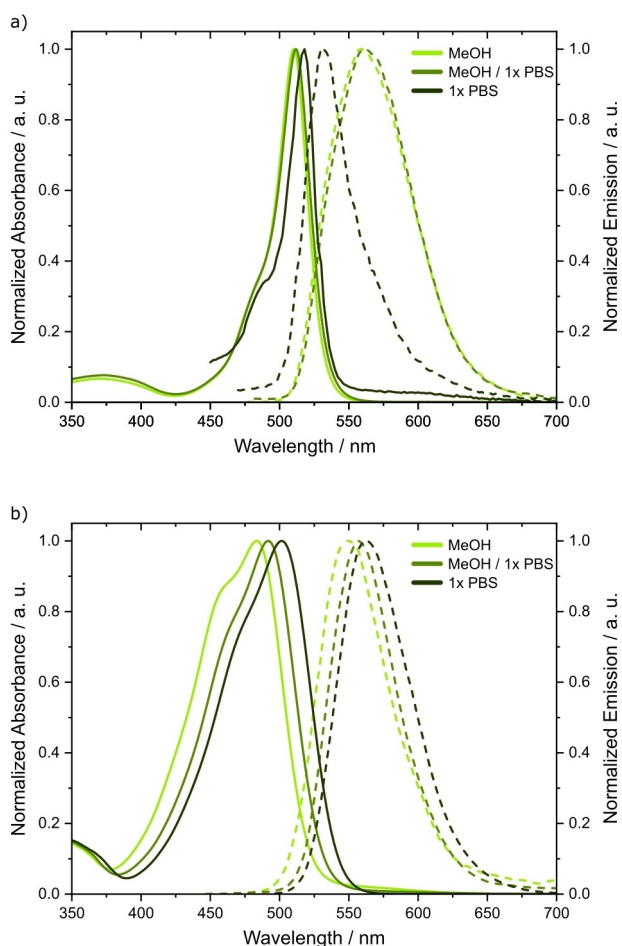 a)
MeOH
MeOH / 1x PBS
1x PBS
Normalized Absorbance / a. u.
Normalized Emission / a. u.
1.0 0.8 0.6 0.4 0.2 0.0
1.0 0.8 0.6 0.4 0.2 0.0
350 400 450 500 550 600 650 700
Wavelength / nm
b)
MeOH
MeOH / 1x PBS
1x PBS
Normalized Absorbance / a. u.
Normalized Emission / a. u.
1.0 0.8 0.6 0.4 0.2 0.0
1.0 0.8 0.6 0.4 0.2 0.0
350 400 450 500 550 600 650 700
Wavelength / nm